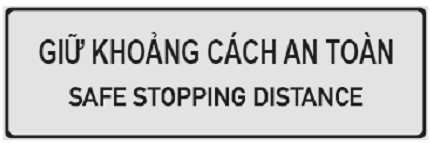 GIỮ KHOẢNG CÁCH AN TOÀN
SAFE STOPPING DISTANCE